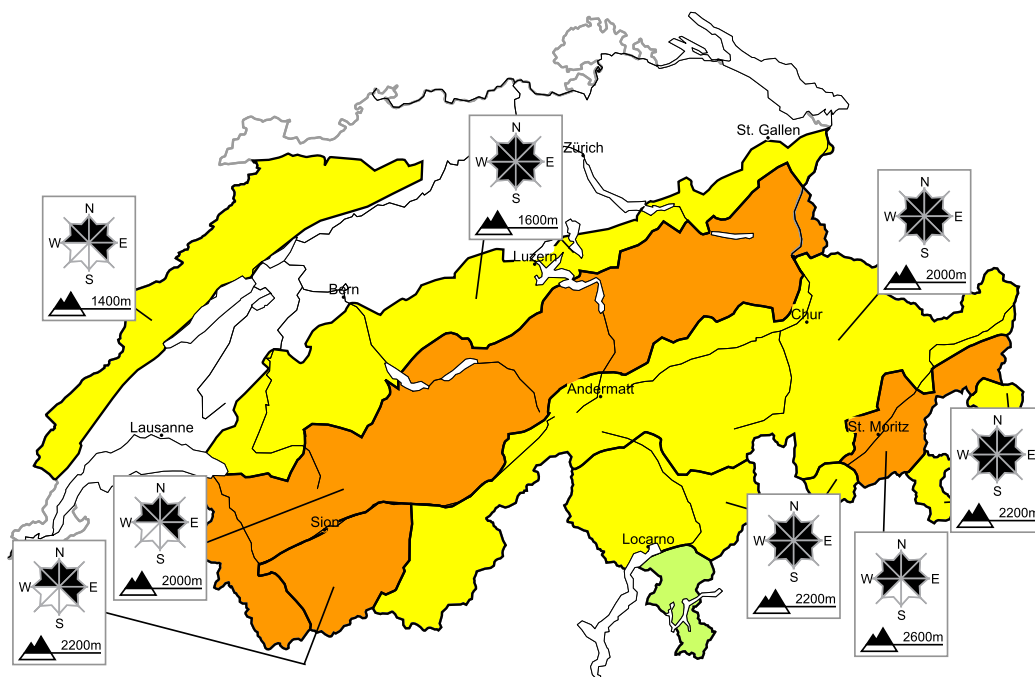 St. Gallen
N
W E
S
1600m
Zürich
N
W E
S
2000m
N
W E
S
1400m
Luzern
Bern
Chur
Andermatt
Lausanne
St. Moritz
N
W E
S
2200m
N
W E
S
2000m
Sion
N
W E
S
2200m
Locarno
N
W E
S
2200m
N
W E
S
2600m